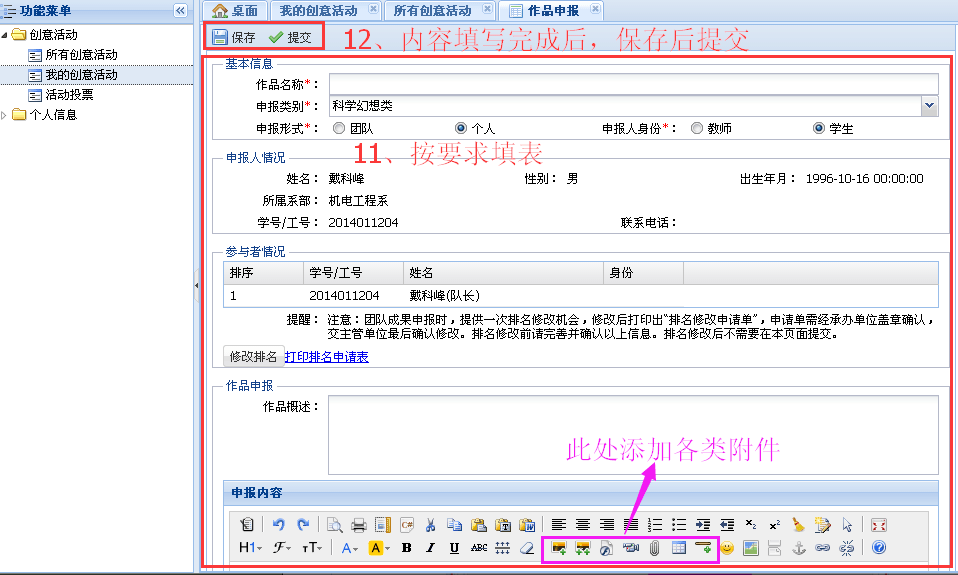 功能菜单
创意活动
所有创意活动
我的创意活动
活动投票
个人信息
桌面 我的创意活动 所有创意活动 作品申报
保存 提交 12、内容填写完成后，保存后提交
基本信息
作品名称*：
申报类别*： 科学幻想类
申报形式*： 团队 个人 申报人身份*： 教师 学生
11、按要求填表
申报人情况
姓名： 戴科峰 性别： 男 出生年月： 1996-10-16 00:00:00
所属系部： 机电工程系
学号/工号： 2014011204 联系电话：
参与者情况
排序 学号/工号 姓名 身份
1 2014011204 戴科峰(队长)
提醒： 注意：团队成果申报时，提供一次排名修改机会，修改后打印出"排名修改申请单"，申请单需经承办单位盖章确认，
交主管单位最后确认修改。排名修改前请完善并确认以上信息。排名修改后不需要在本页面提交。
修改排名 打印排名申请表
作品申报
作品概述：
此处添加各类附件
申报内容
H1 F TT A A B I U ABC